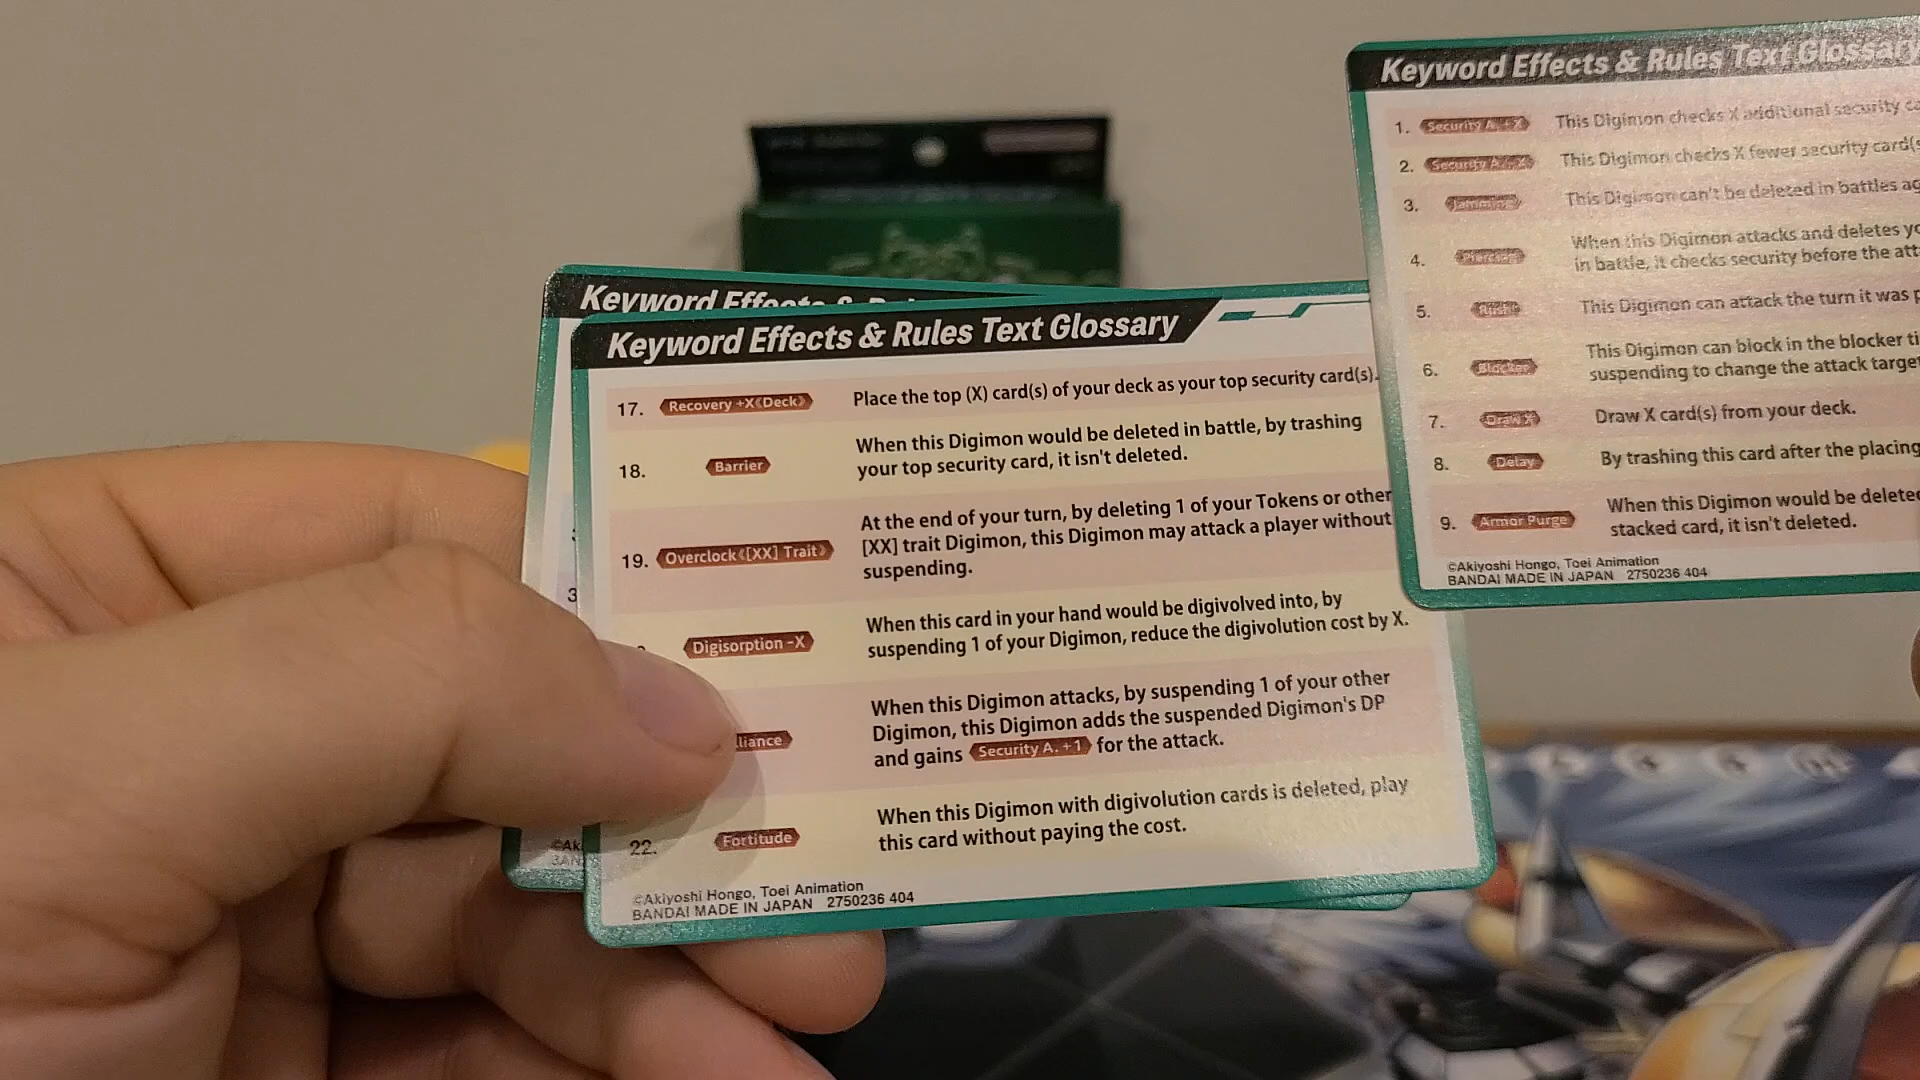 Keyword Effects & Rules Text Glossary
1. Security A. +X This Digimon checks X additional security
2. Security A. -X This Digimon checks X fewer security card(s
3. Jamming This Digimon can't be deleted in battles
4. Piercing When this Digimon attacks and deletes
in battle, it checks security before the
5. Rush This Digimon can attack the turn it was
6. Blocker This Digimon can block in the blocker
suspending to change the attack
7. Draw X Draw X card(s) from your deck.
8. Delay By trashing this card after the placing
9. Armor Purge When this Digimon would be
stacked card, it isn't deleted.
©Akiyoshi Hongo, Toei Animation
BANDAI MADE IN JAPAN 2750236 404
Keyword
Keyword Effects & Rules Text Glossary
17. Recovery +X《Deck》 Place the top (X) card(s) of your deck as your top security card(s).
18. Barrier When this Digimon would be deleted in battle, by trashing
your top security card, it isn't deleted.
19. Overclock《[XX] Trait》 At the end of your turn, by deleting 1 of your Tokens or other
[XX] trait Digimon, this Digimon may attack a player without
suspending.
Digisorption -X When this card in your hand would be digivolved into, by
suspending 1 of your Digimon, reduce the digivolution cost by X.
lliance When this Digimon attacks, by suspending 1 of your other
Digimon, this Digimon adds the suspended Digimon's DP
and gains Security A. +1 for the attack.
22. Fortitude When this Digimon with digivolution cards is deleted, play
this card without paying the cost.
©Akiyoshi Hongo, Toei Animation
BANDAI MADE IN JAPAN 2750236 404